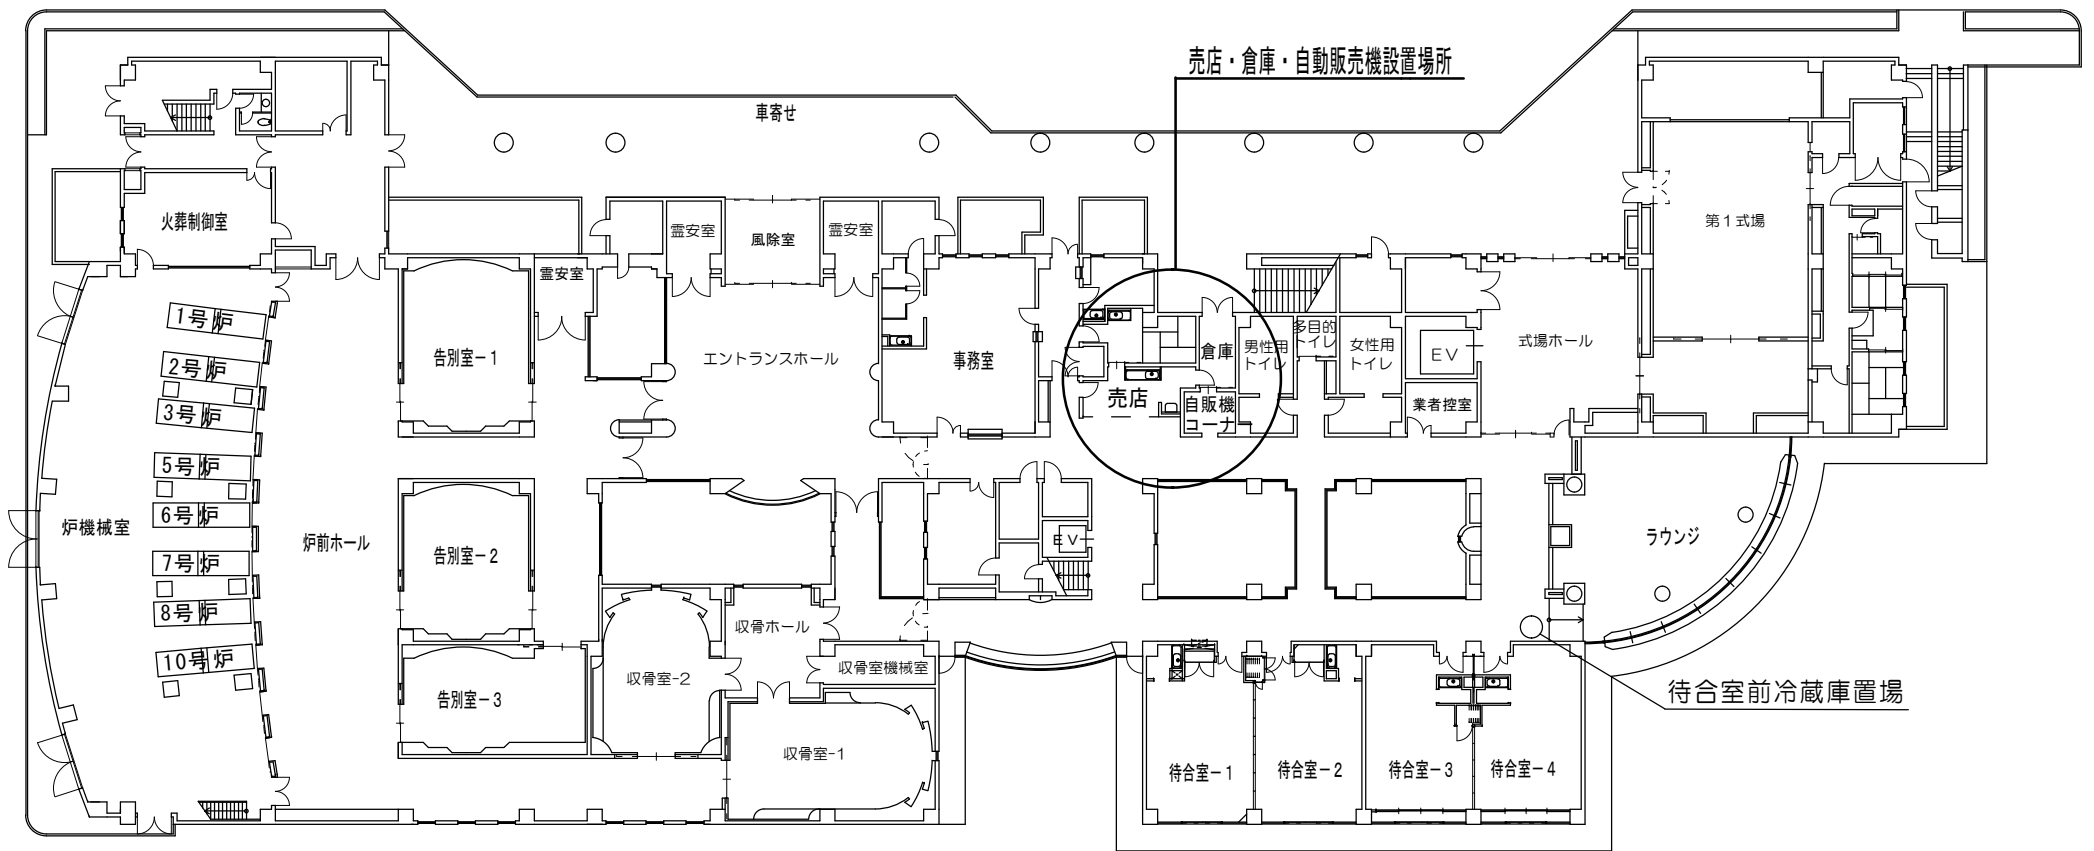 売店・倉庫・自動販売機設置場所
車寄せ
火葬制御室
霊安室
風除室
霊安室
第1式場
霊安室
1号炉
2号炉
3号炉
5号炉
6号炉
7号炉
8号炉
10号炉
炉機械室
炉前ホール
告別室-1
告別室-2
告別室-3
エントランスホール
事務室
売店
倉庫
自販機
コーナ
男性用
トイレ
多目的
トイレ
女性用
トイレ
EV
業者控室
式場ホール
EV
ラウンジ
収骨ホール
収骨室機械室
収骨室-2
収骨室-1
待合室前冷蔵庫置場
待合室-1
待合室-2
待合室-3
待合室-4